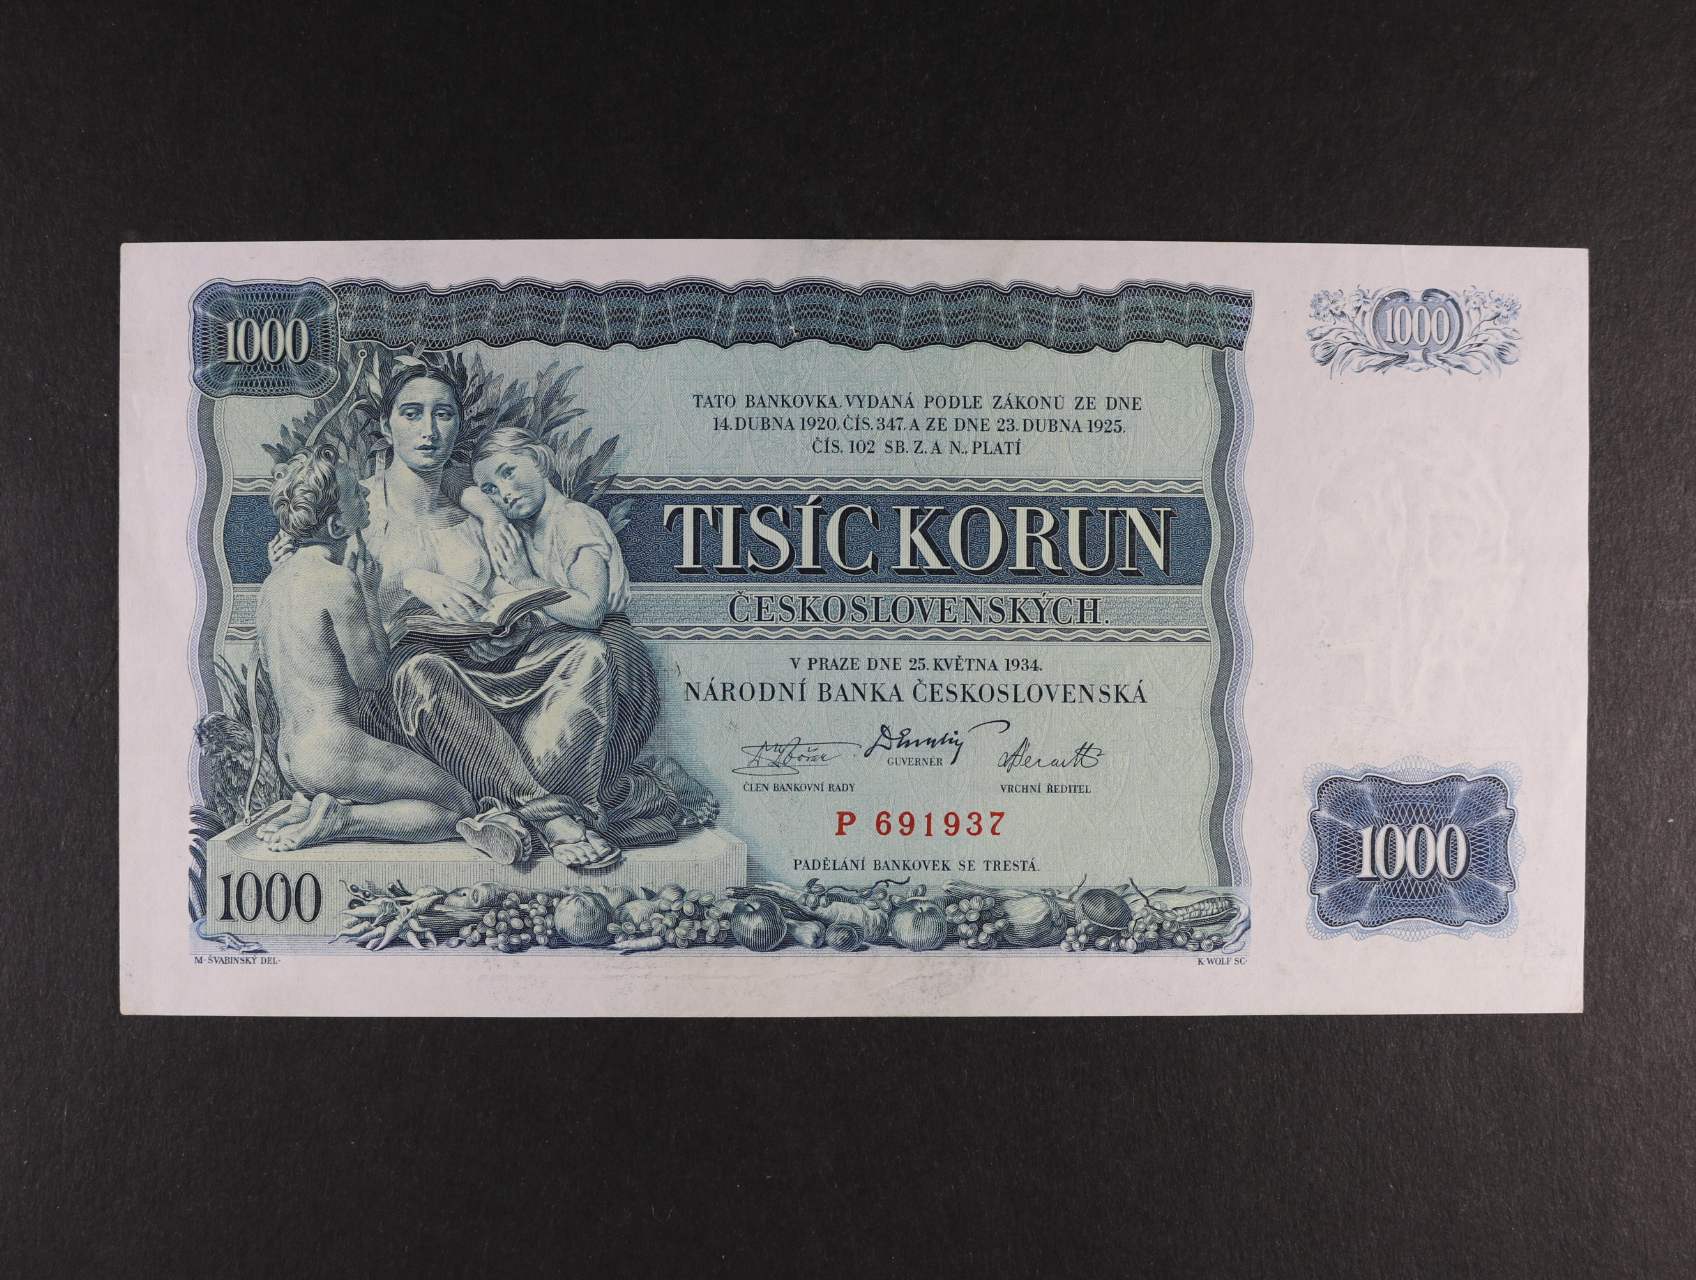 1000
1000
TATO BANKOVKA, VYDANÁ PODLE ZÁKONŮ ZE DNE
14. DUBNA 1920, ČÍS. 347. A ZE DNE 23. DUBNA 1925,
ČÍS. 102 SB. Z. A N., PLATÍ
TISÍC KORUN
ČESKOSLOVENSKÝCH.
V PRAZE DNE 25. KVĚTNA 1934.
NÁRODNÍ BANKA ČESKOSLOVENSKÁ
GUVERNÉR
ČLEN BANKOVNÍ RADY
VRCHNÍ ŘEDITEL
P 691937
PADĚLÁNÍ BANKOVEK SE TRESTÁ.
1000
1000
M·ŠVABINSKÝ DEL·
K·WOLF SC·